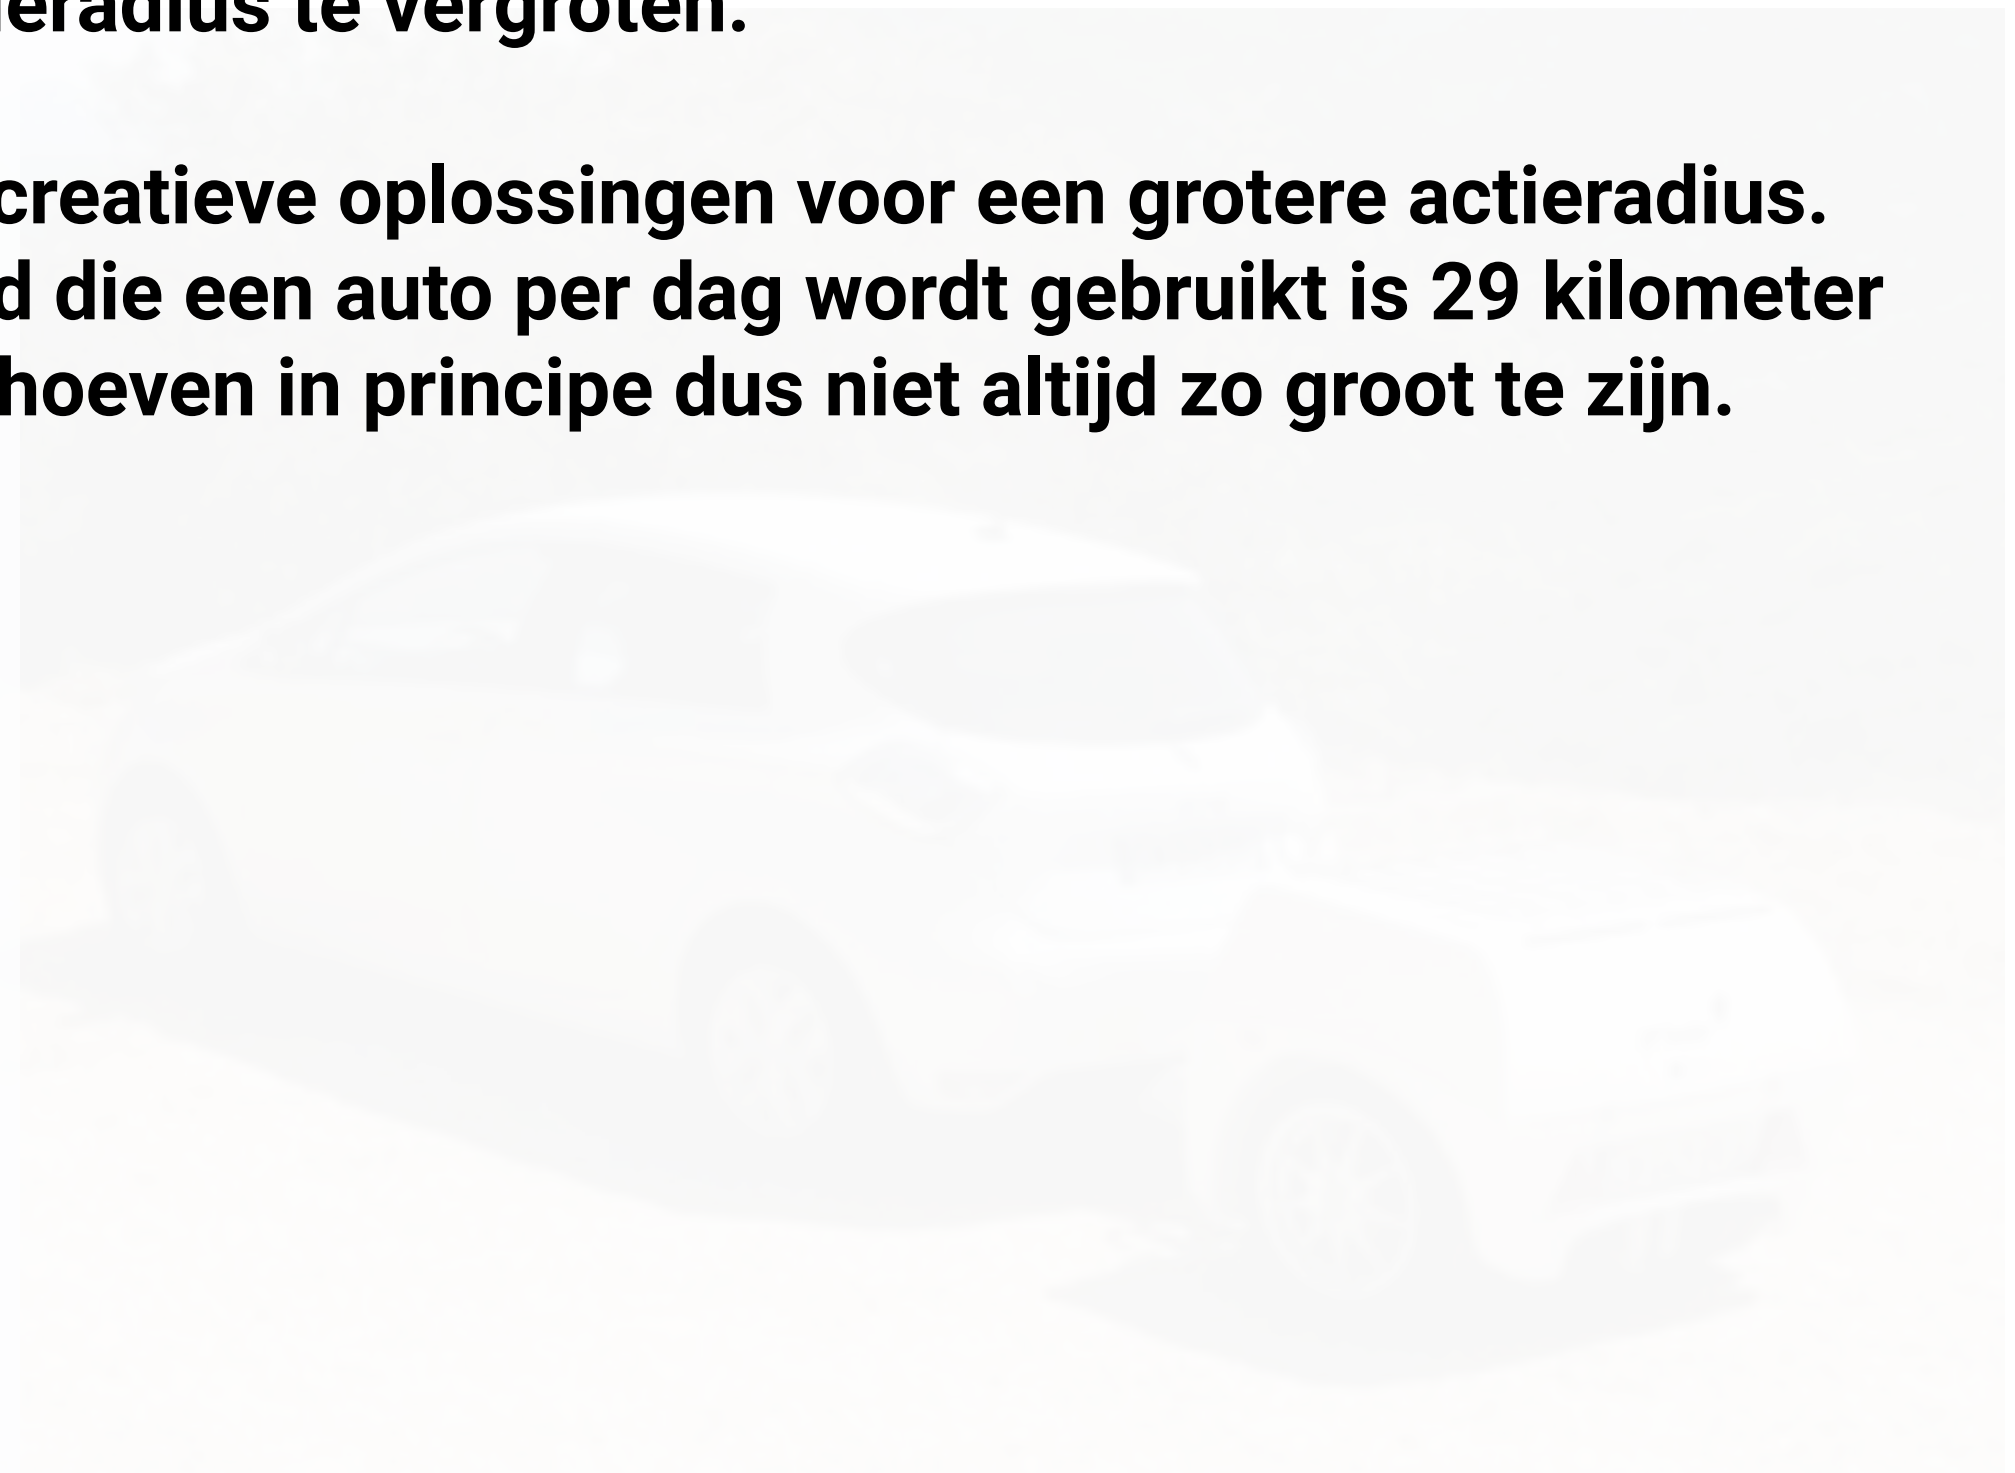 te vergroten.
creatieve oplossingen voor een grotere actieradius.
die een auto per dag wordt gebruikt is 29 kilometer
hoeven in principe dus niet altijd zo groot te zijn.